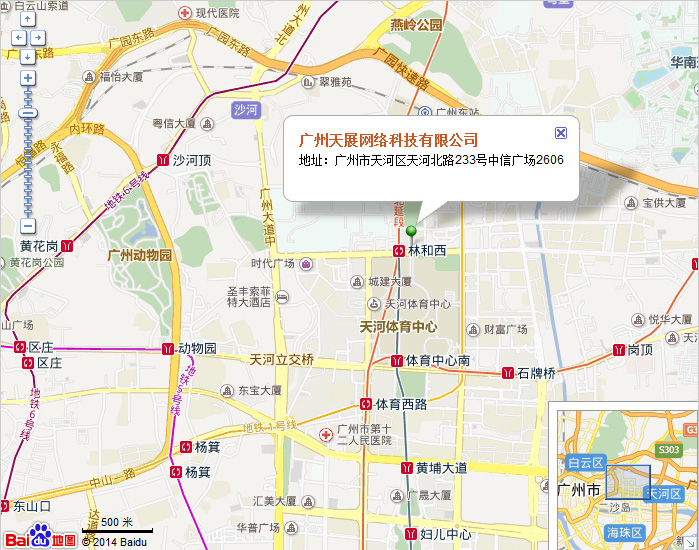 白云山索道
现代医院
燕岭公园
广园东路
广园东路
广园快速路
福怡大厦
翠雅苑
华南
沙河
粤信大厦
广州东站
内环路
永福路
沙河顶
地铁6号线
广州天展网络科技有限公司
地址：广州市天河区天河北路233号中信广场2606
宝供大厦
广州大道中
黄花岗
黄花岗公园
广州动物园
林和西
时代广场
城建大厦
圣丰索菲
特大酒店
天河体育中心
天河体育中心
财富广场
悦华大厦
山广场
区庄
区庄
动物园
天河立交桥
体育中心南
石牌桥
岗顶
地铁5号线
地铁6号线
东宝大厦
体育西路
地铁1号线
广州市第十
二人民医院
杨箕
杨箕
黄埔大道
中山一路
东山口
汇美大厦
广晟大厦
华普广场
妇儿中心
500 米
Baidu地图
© 2014 Baidu
S303
白云区
广州市
天河区
沙岛
海珠区